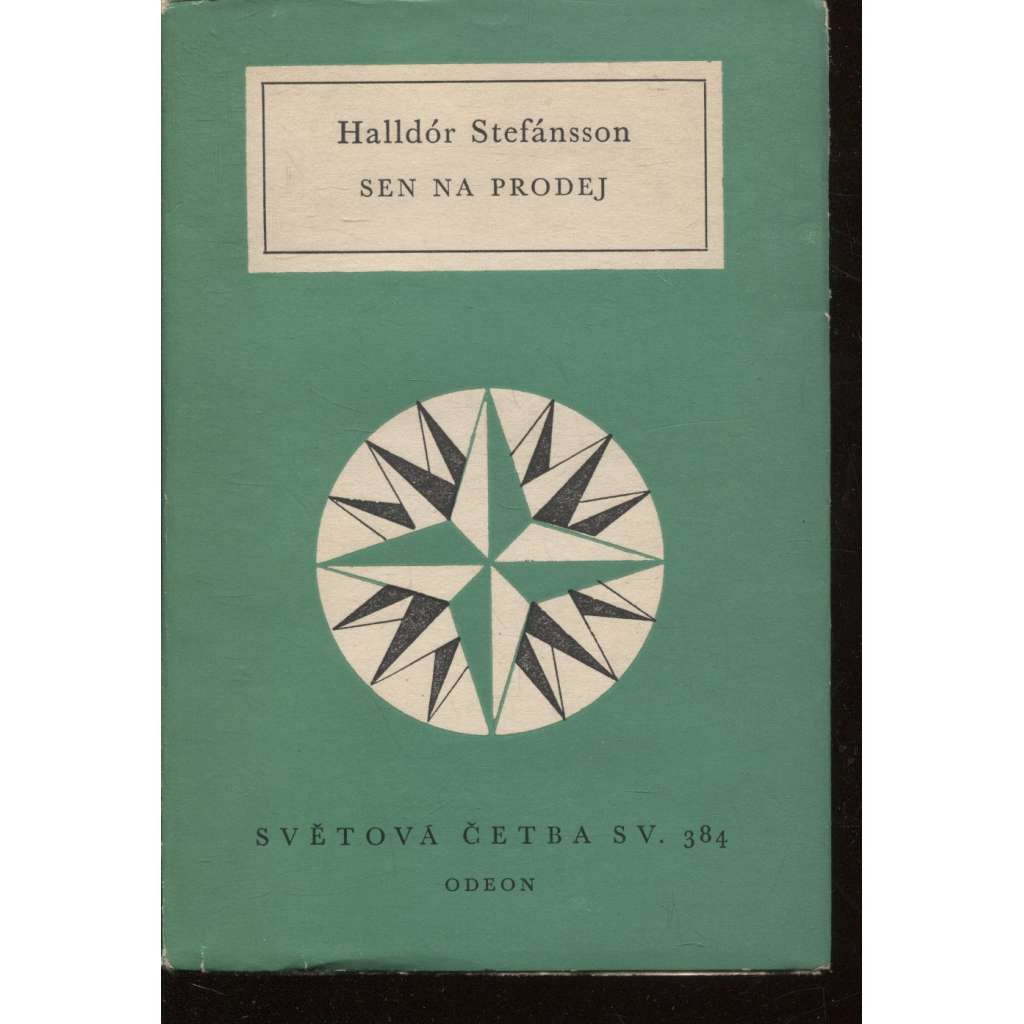 Halldór Stefánsson
SEN NA PRODEJ
SVĚTOVÁ ČETBA SV. 384
ODEON